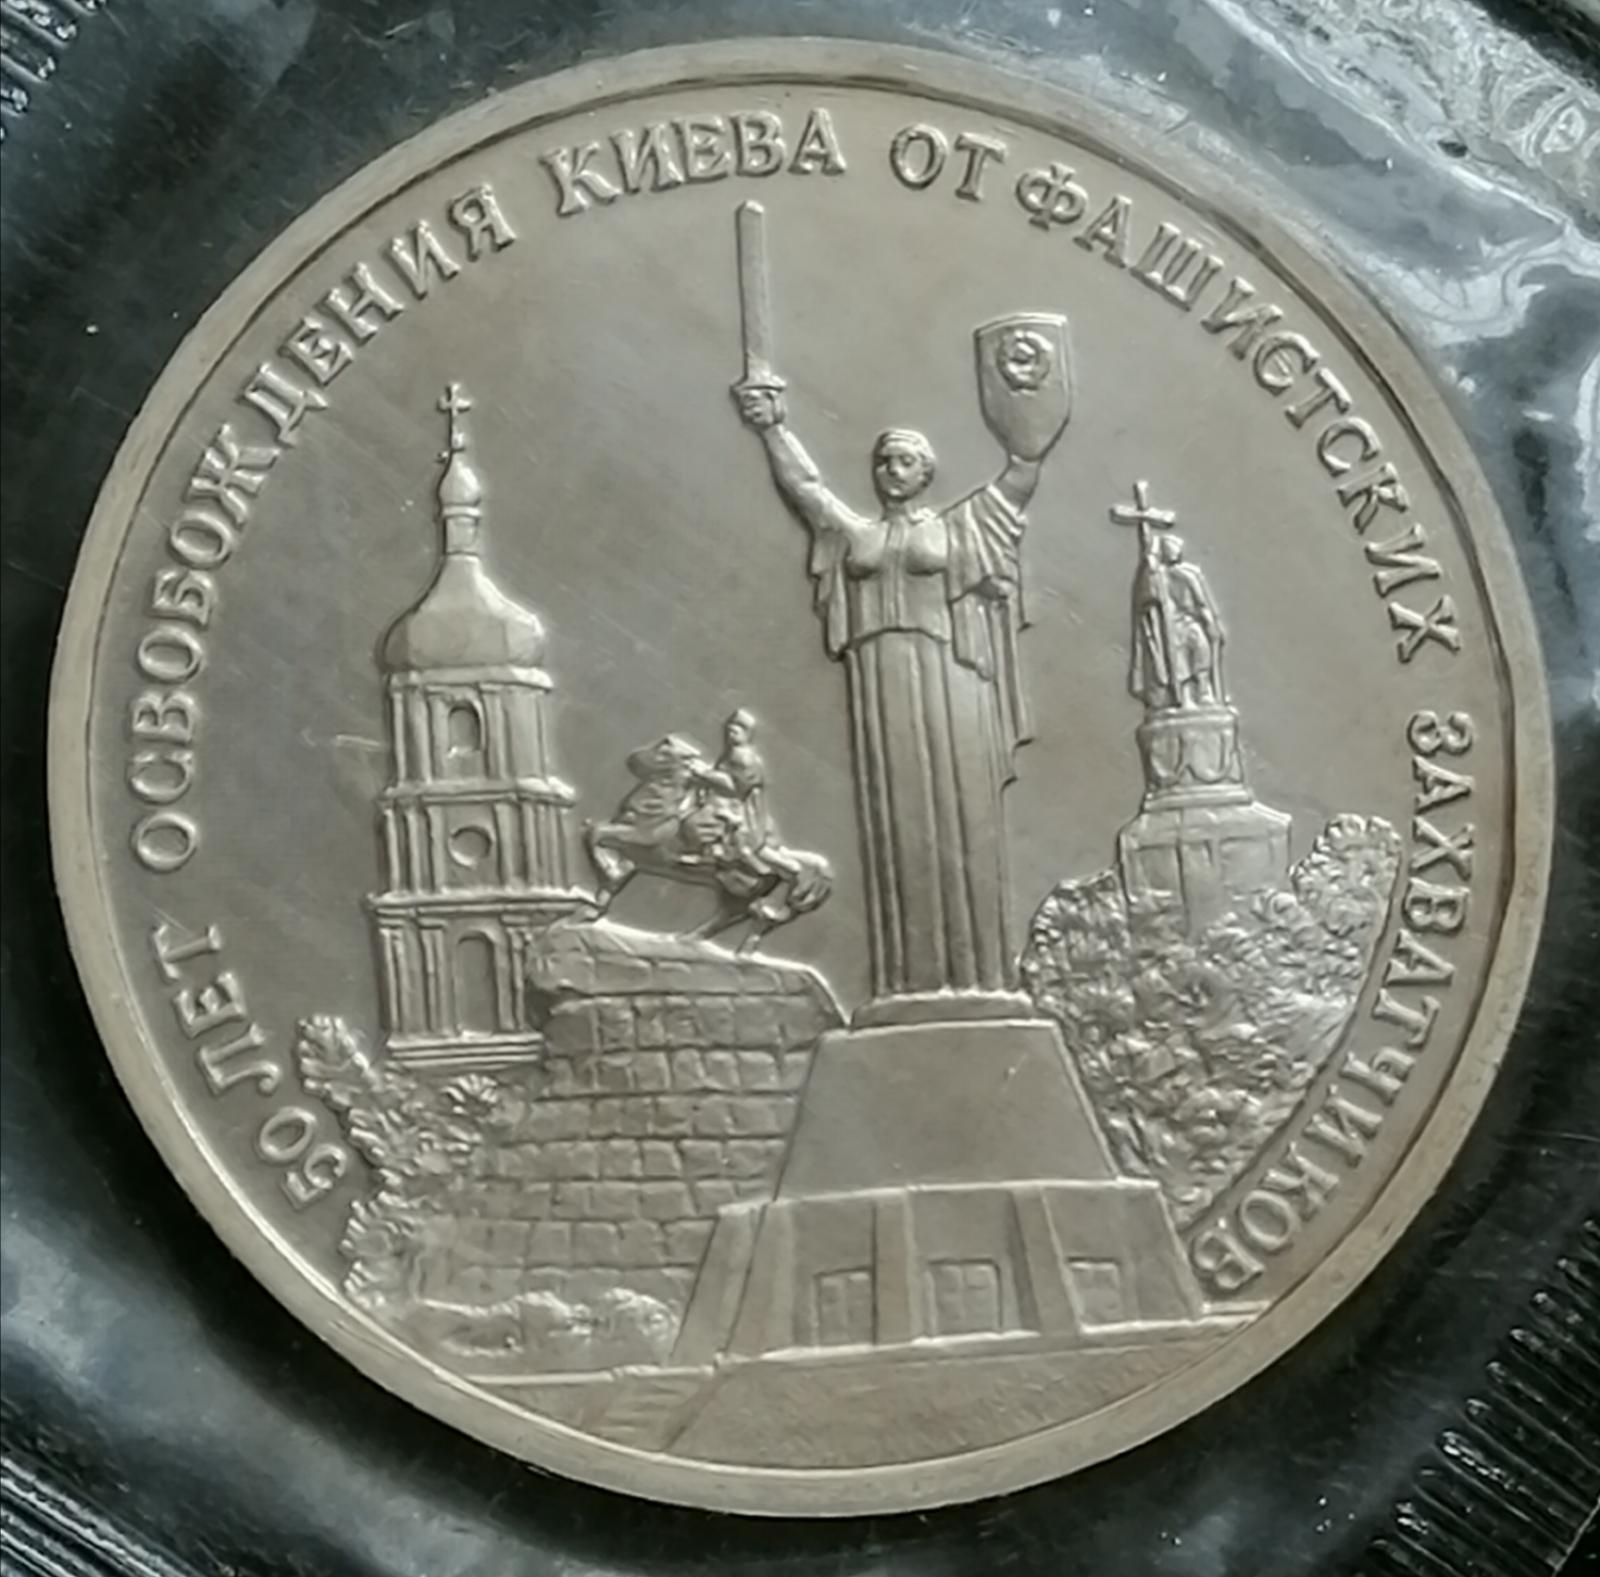 50 ЛЕТ ОСВОБОЖДЕНИЯ КИЕВА ОТ ФАШИСТСКИХ ЗАХВАТЧИКОВ